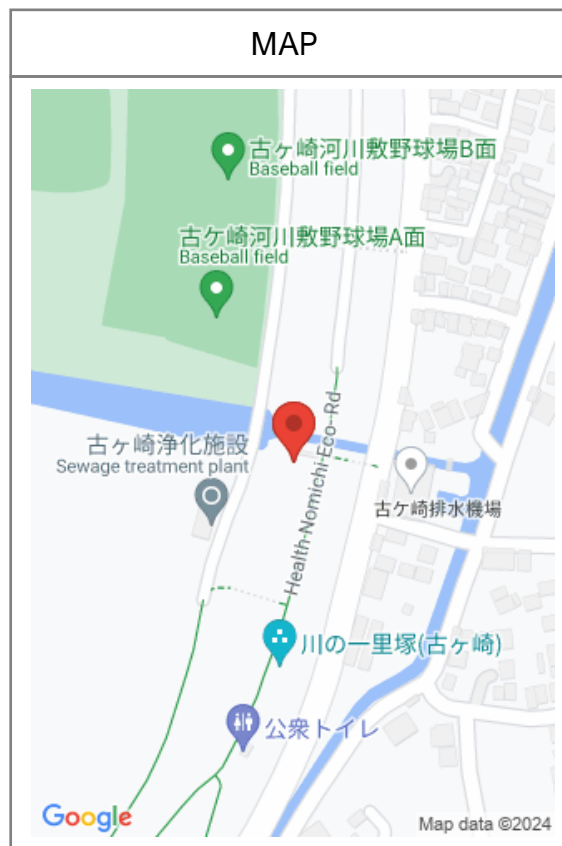 MAP
古ヶ崎河川敷野球場B面
Baseball field
古ケ崎河川敷野球場A面
Baseball field
Health-Nomichi-Eco-Rd
古ヶ崎浄化施設
Sewage treatment plant
古ケ崎排水機場
川の一里塚(古ヶ崎)
公衆トイレ
Google
Map data ©2024